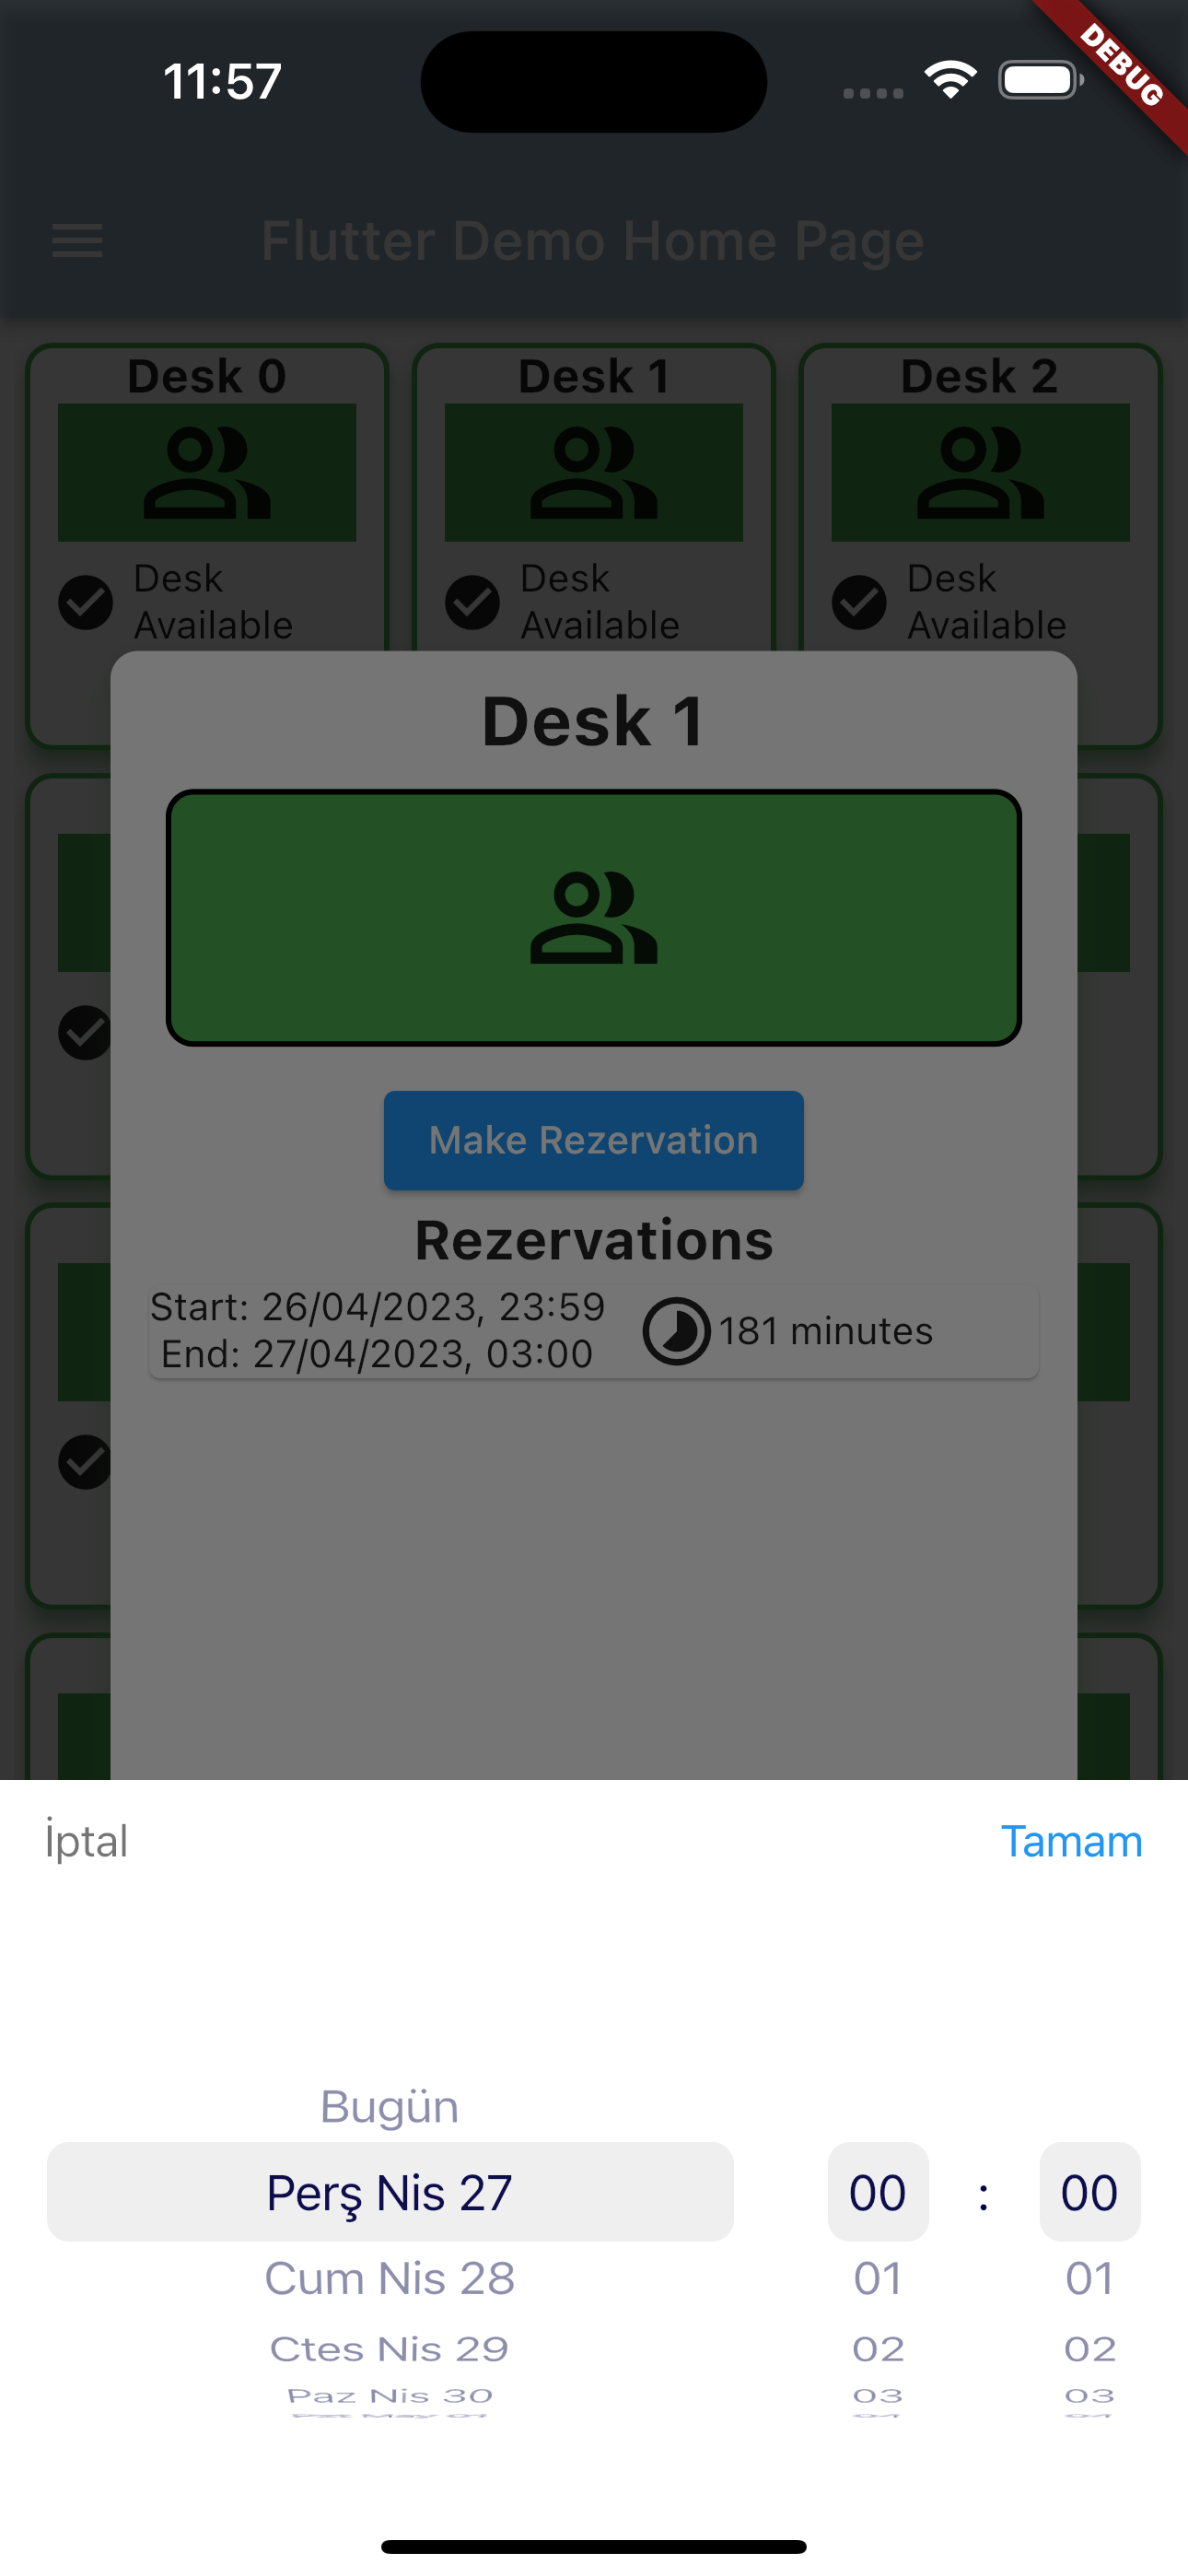 11:57
DEBUG
Flutter Demo Home Page
Desk 0
Desk 1
Desk 2
Desk
Available
Desk
Available
Desk
Available
Desk 1
Make Rezervation
Rezervations
Start: 26/04/2023, 23:59
End: 27/04/2023, 03:00
181 minutes
İptal
Tamam
Bugün
Perş Nis 27
00 : 00
Cum Nis 28
01
01
Ctes Nis 29
02
02
Paz Nis 30
03
03